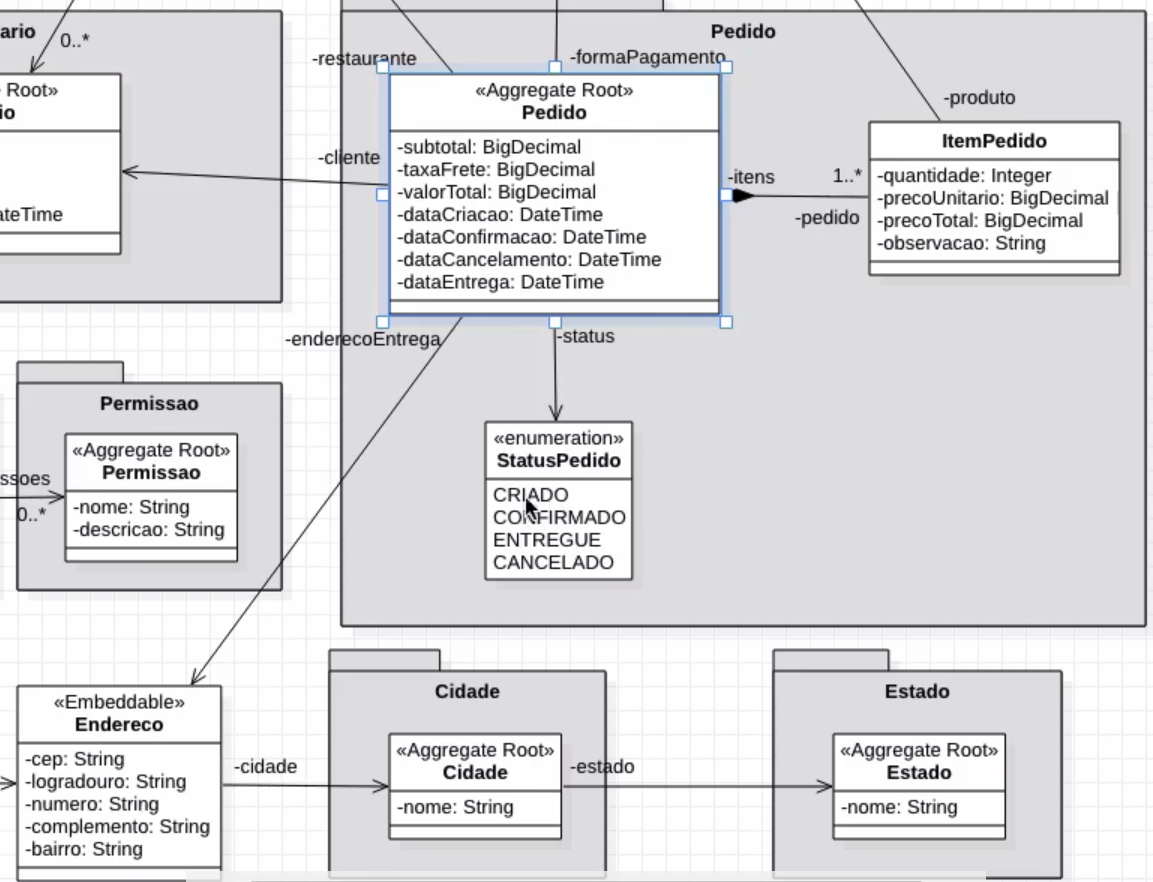 ario
0..*
Root»
io
ateTime
Pedido
-restaurante
-formaPagamento
«Aggregate Root»
Pedido
-subtotal: BigDecimal
-taxaFrete: BigDecimal
-valorTotal: BigDecimal
-dataCriacao: DateTime
-dataConfirmacao: DateTime
-dataCancelamento: DateTime
-dataEntrega: DateTime
-cliente
-itens
1..*
-pedido
-produto
ItemPedido
-quantidade: Integer
-precoUnitario: BigDecimal
-precoTotal: BigDecimal
-observacao: String
-enderecoEntrega
-status
«enumeration»
StatusPedido
CRIADO
CONFIRMADO
ENTREGUE
CANCELADO
Permissao
«Aggregate Root»
Permissao
-nome: String
-descricao: String
ssoes
0..*
«Embeddable»
Endereco
-cep: String
-logradouro: String
-numero: String
-complemento: String
-bairro: String
-cidade
Cidade
«Aggregate Root»
Cidade
-nome: String
-estado
Estado
«Aggregate Root»
Estado
-nome: String